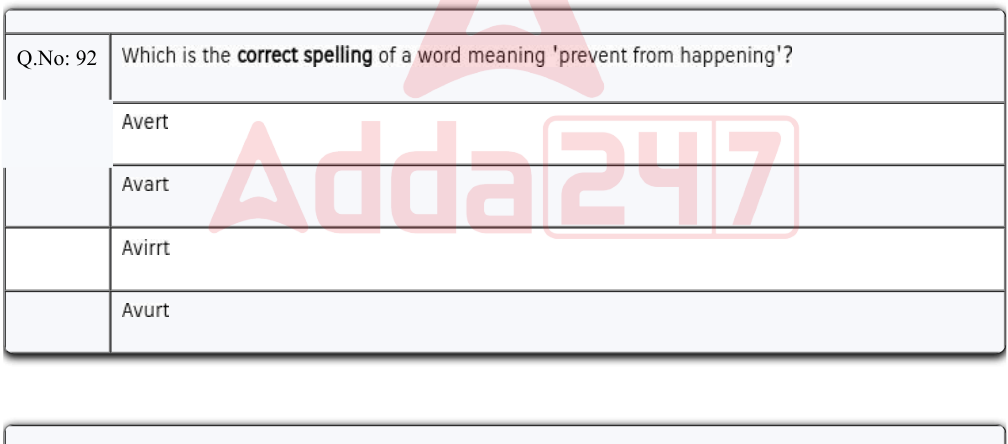 Q.No: 92 Which is the correct spelling of a word meaning 'prevent from happening'?
Avert
Adda247
Avart
Avirrt
Avurt